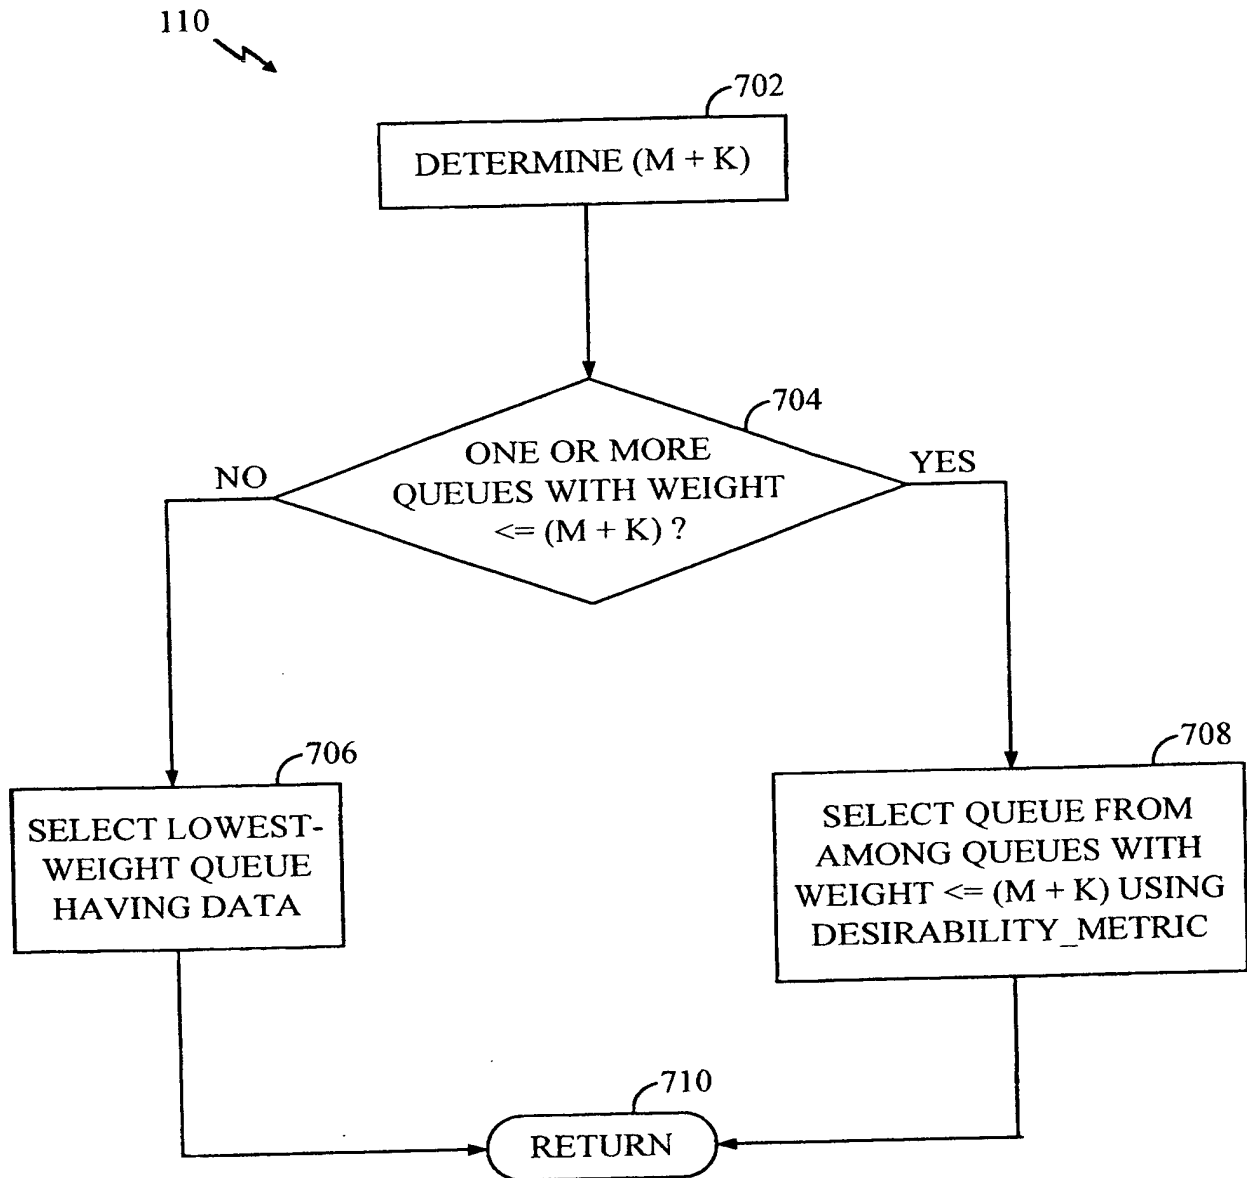 110
702
DETERMINE (M + K)
704
ONE OR MORE
QUEUES WITH WEIGHT
<= (M + K) ?
NO
YES
706
SELECT LOWEST-
WEIGHT QUEUE
HAVING DATA
708
SELECT QUEUE FROM
AMONG QUEUES WITH
WEIGHT <= (M + K) USING
DESIRABILITY_METRIC
710
RETURN